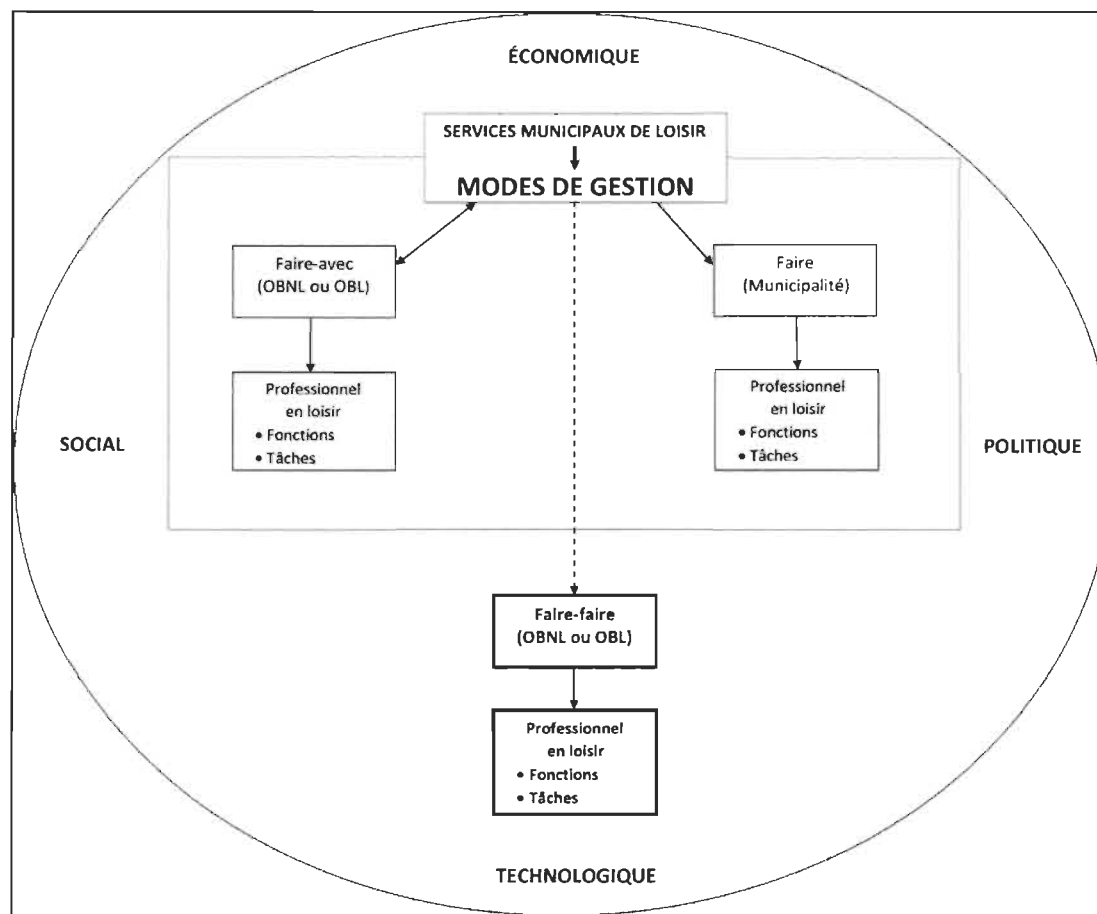 ÉCONOMIQUE
SERVICES MUNICIPAUX DE LOISIR
MODES DE GESTION
Faire-avec
(OBNL ou OBL)
Faire
(Municipalité)
Professionnel
en loisir
• Fonctions
• Tâches
Professionnel
en loisir
• Fonctions
• Tâches
SOCIAL
POLITIQUE
Faire-faire
(OBNL ou OBL)
Professionnel
en loisir
• Fonctions
• Tâches
TECHNOLOGIQUE